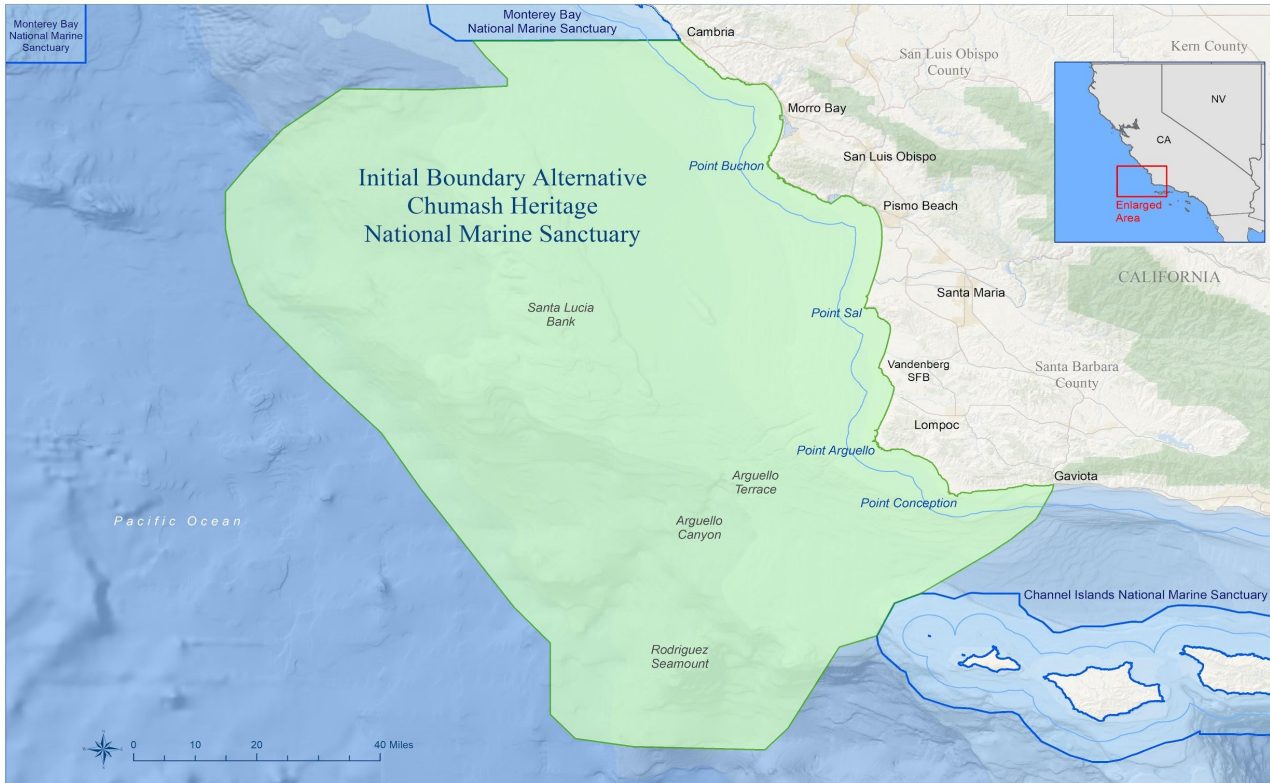 Monterey Bay
National Marine
Sanctuary
Monterey Bay
National Marine Sanctuary
Cambria
San Luis Obispo
County
Kern County
NV
CA
Enlarged
Area
Morro Bay
San Luis Obispo
Point Buchon
Pismo Beach
Initial Boundary Alternative
Chumash Heritage
National Marine Sanctuary
CALIFORNIA
Santa Maria
Santa Lucia
Bank
Point Sal
Vandenberg
SFB
Santa Barbara
County
Lompoc
Point Arguello
Arguello
Terrace
Gaviota
Point Conception
Pacific Ocean
Arguello
Canyon
Channel Islands National Marine Sanctuary
Rodriguez
Seamount
0 10 20 40 Miles